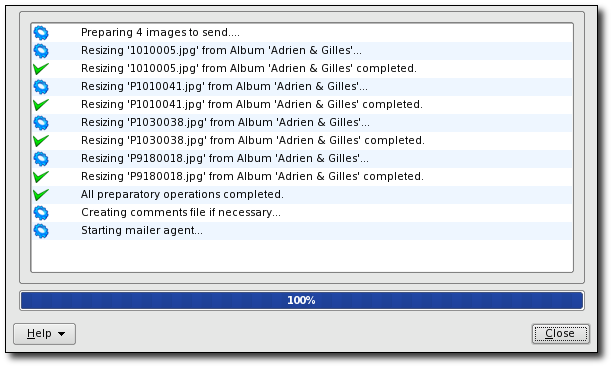 Preparing 4 images to send....
Resizing '1010005.jpg' from Album 'Adrien & Gilles'...
Resizing '1010005.jpg' from Album 'Adrien & Gilles' completed.
Resizing 'P1010041.jpg' from Album 'Adrien & Gilles'...
Resizing 'P1010041.jpg' from Album 'Adrien & Gilles' completed.
Resizing 'P1030038.jpg' from Album 'Adrien & Gilles'...
Resizing 'P1030038.jpg' from Album 'Adrien & Gilles' completed.
Resizing 'P9180018.jpg' from Album 'Adrien & Gilles'...
Resizing 'P9180018.jpg' from Album 'Adrien & Gilles' completed.
All preparatory operations completed.
Creating comments file if necessary...
Starting mailer agent...
100%
Help
Close